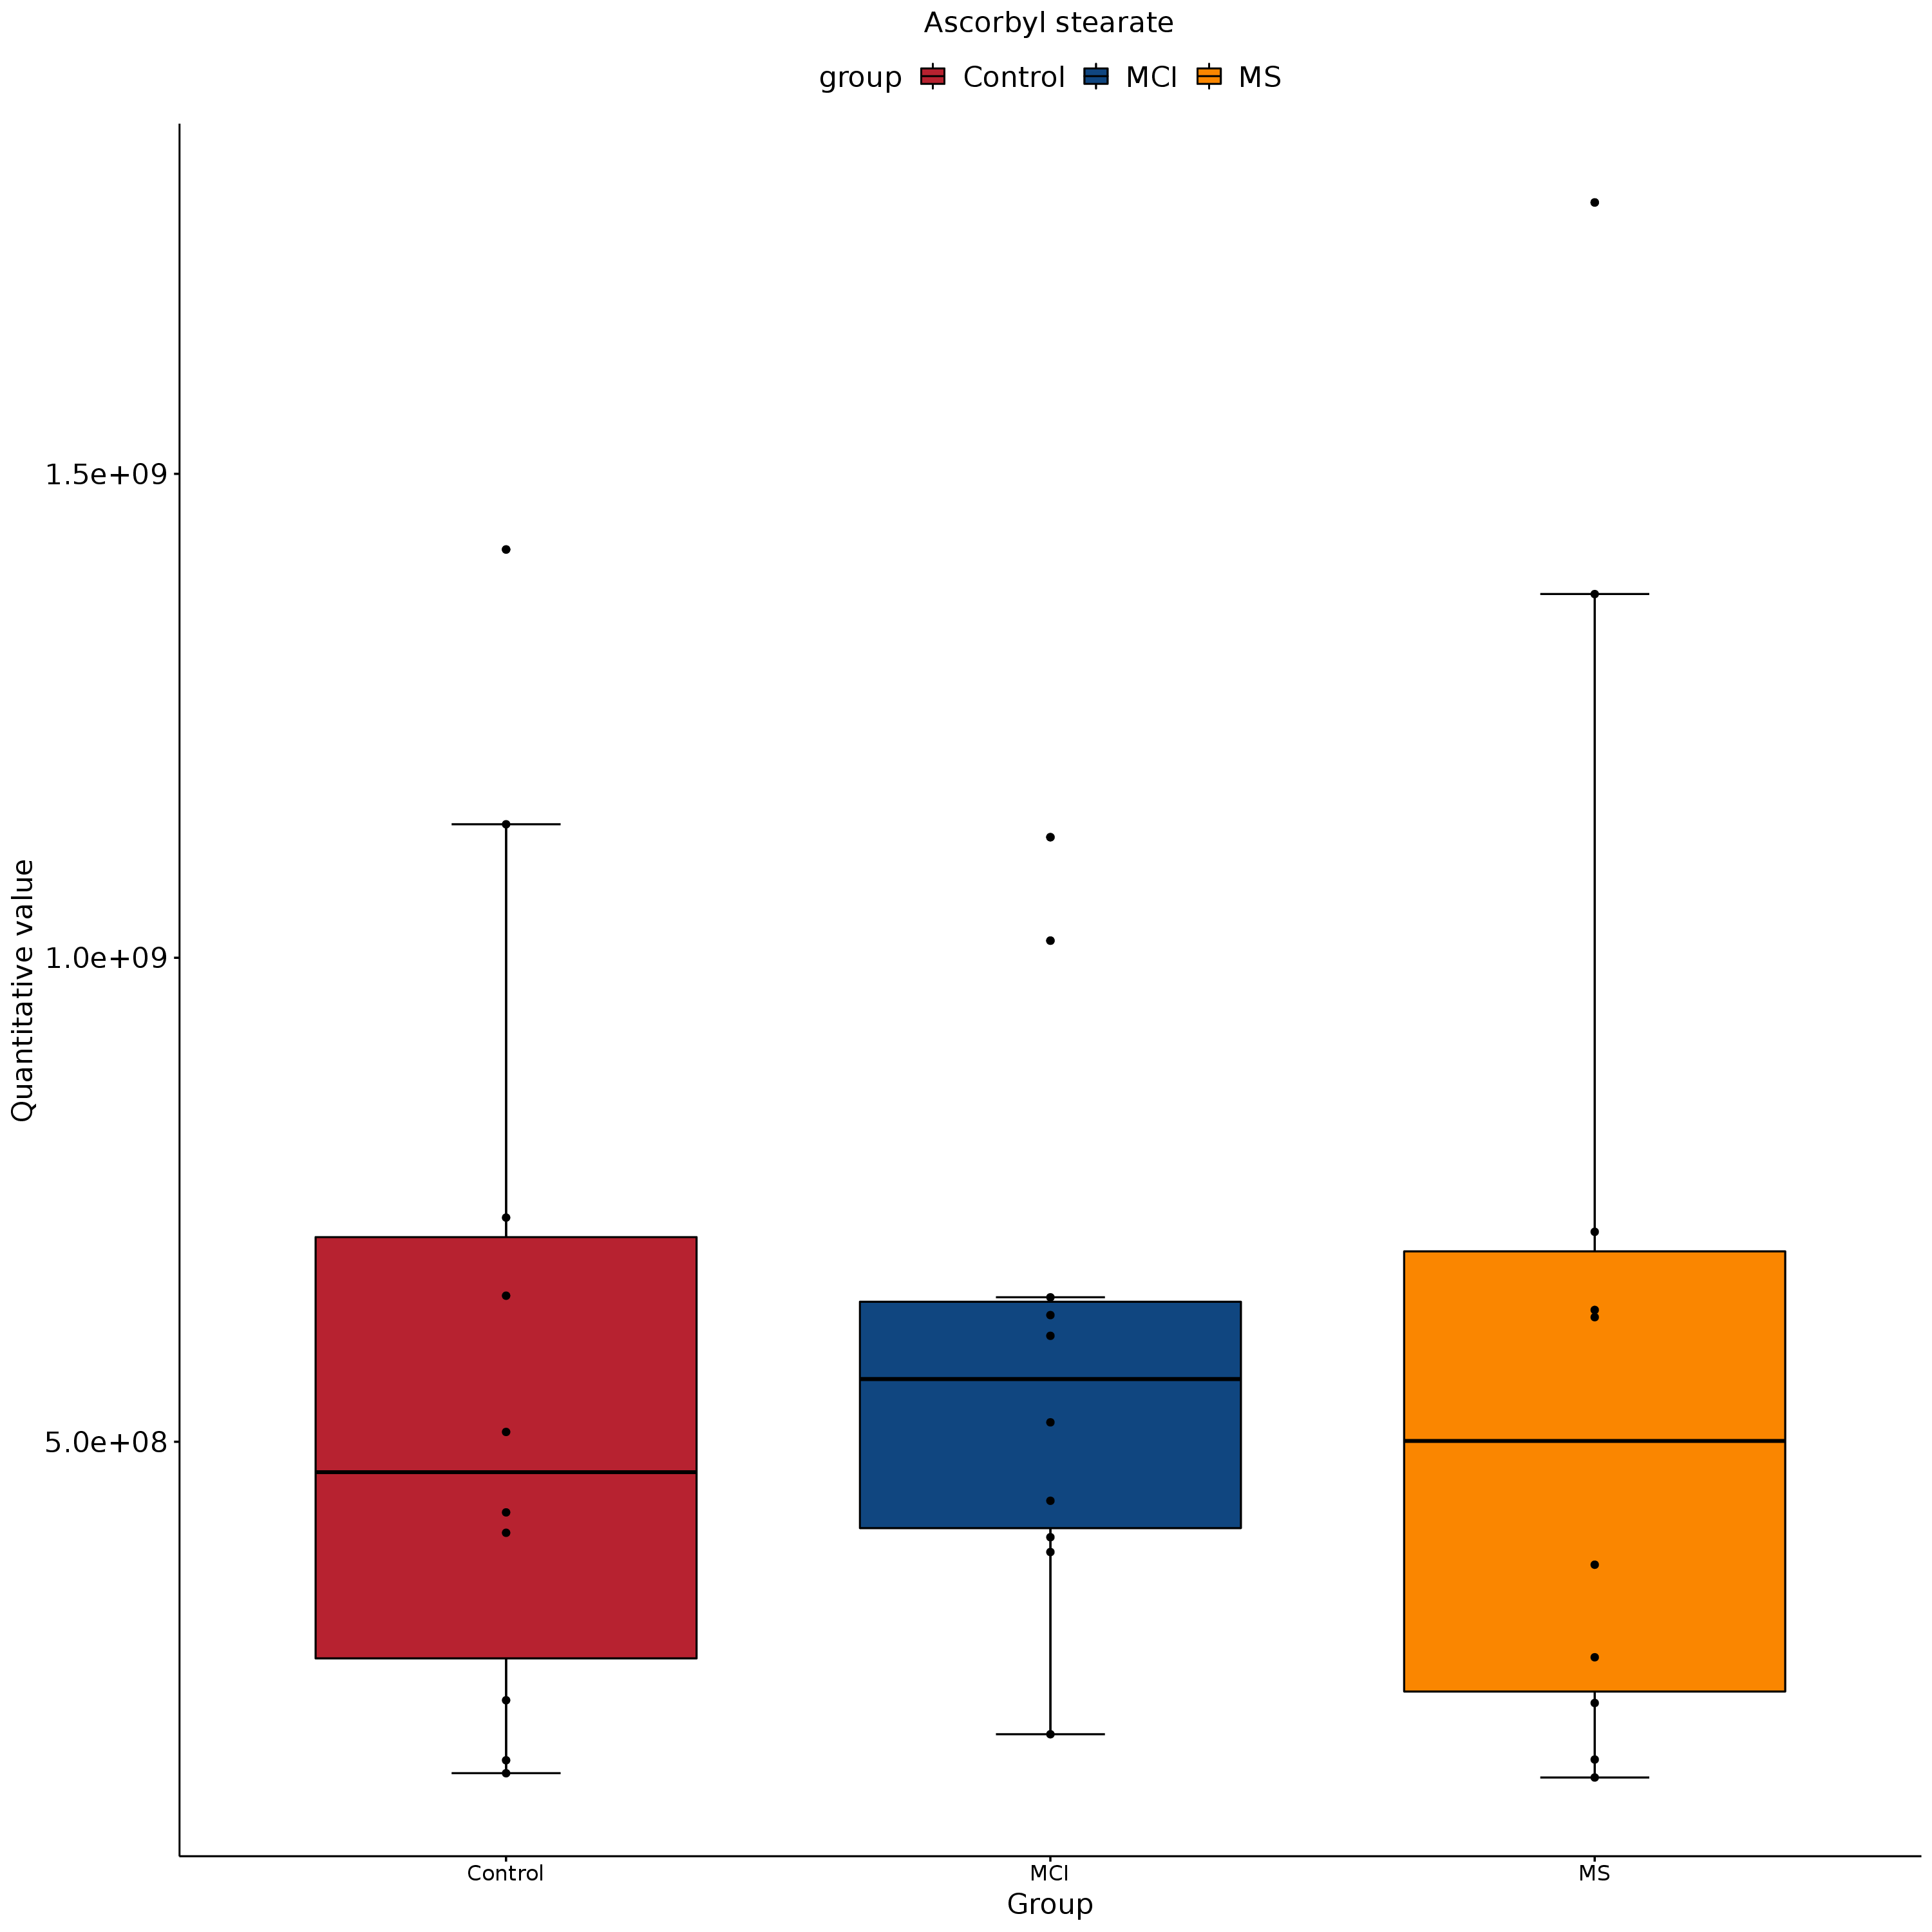 Ascorbyl stearate
group Control MCI MS
Quantitative value
1.5e+09
1.0e+09
5.0e+08
Control MCI MS
Group